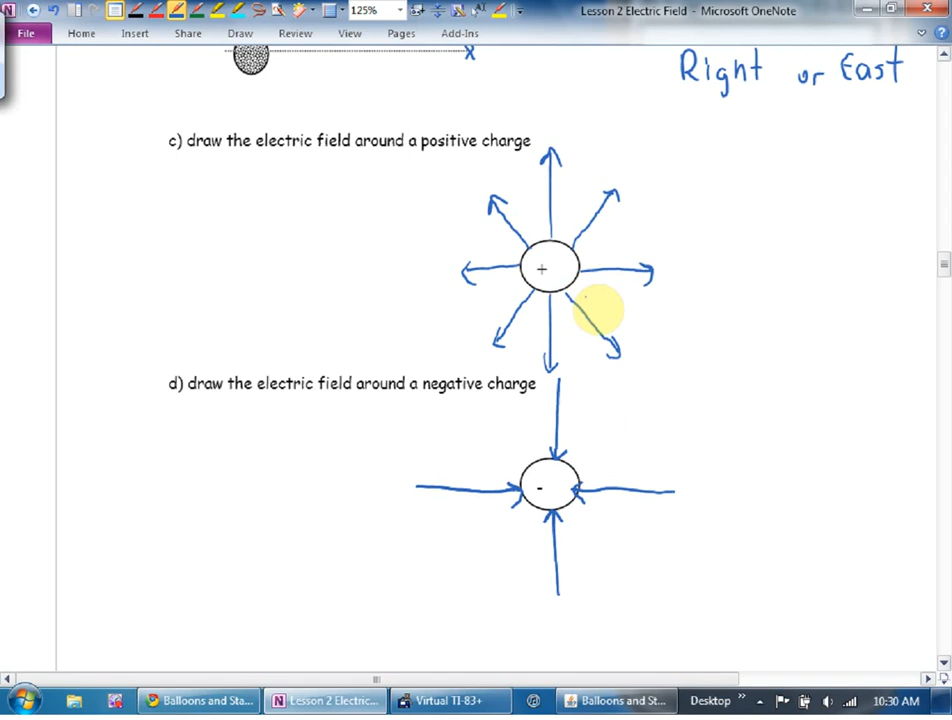 125%
Lesson 2 Electric Field - Microsoft OneNote
File Home Insert Share Draw Review View Pages Add-Ins
x
Right or East
c) draw the electric field around a positive charge
+
d) draw the electric field around a negative charge
-
Balloons and Sta... Lesson 2 Electric... Virtual TI-83+ Balloons and St... Desktop » 10:30 AM